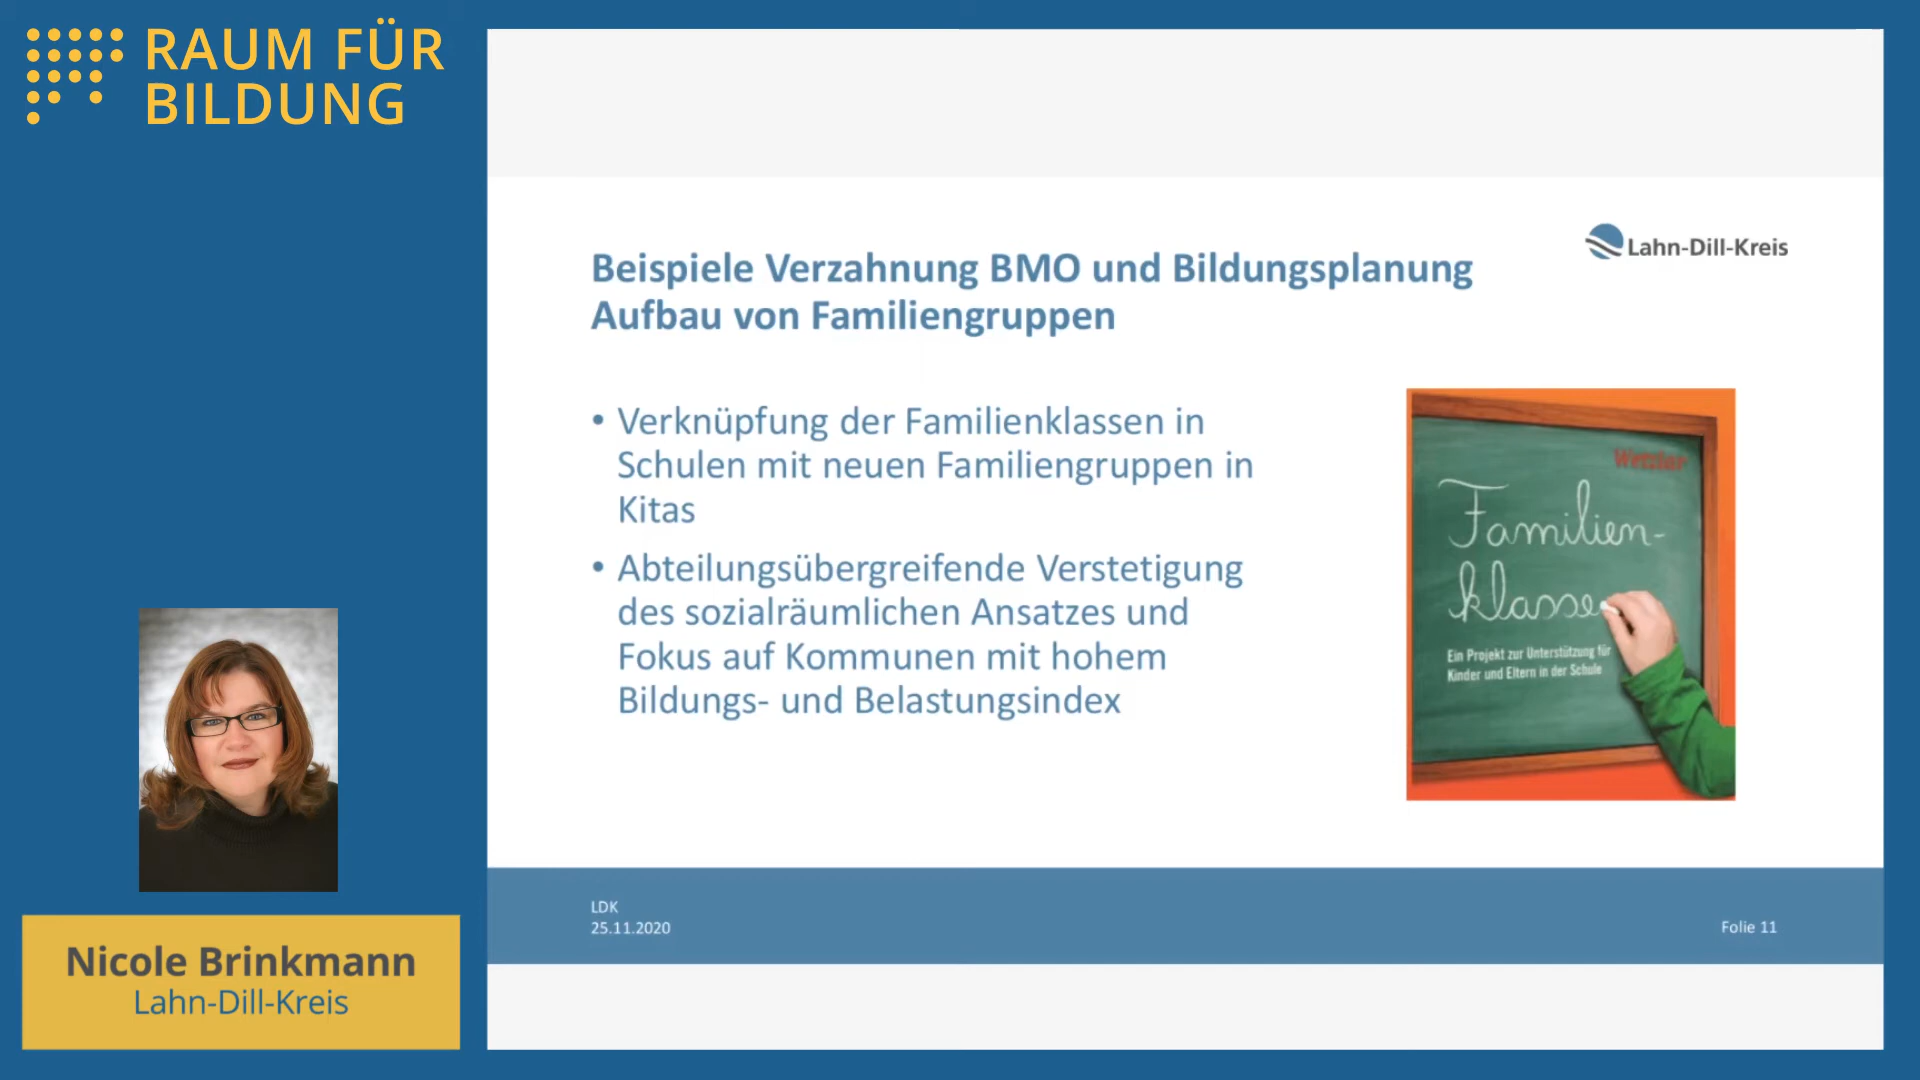 RAUM FÜR
BILDUNG
Lahn-Dill-Kreis
Beispiele Verzahnung BMO und Bildungsplanung
Aufbau von Familiengruppen
• Verknüpfung der Familienklassen in
Schulen mit neuen Familiengruppen in
Kitas
• Abteilungsübergreifende Verstetigung
des sozialräumlichen Ansatzes und
Fokus auf Kommunen mit hohem
Bildungs- und Belastungsindex
Wetzlar
Familien-
klasse
Ein Projekt zur Unterstützung für
Kinder und Eltern in der Schule
LDK
25.11.2020
Folie 11
Nicole Brinkmann
Lahn-Dill-Kreis